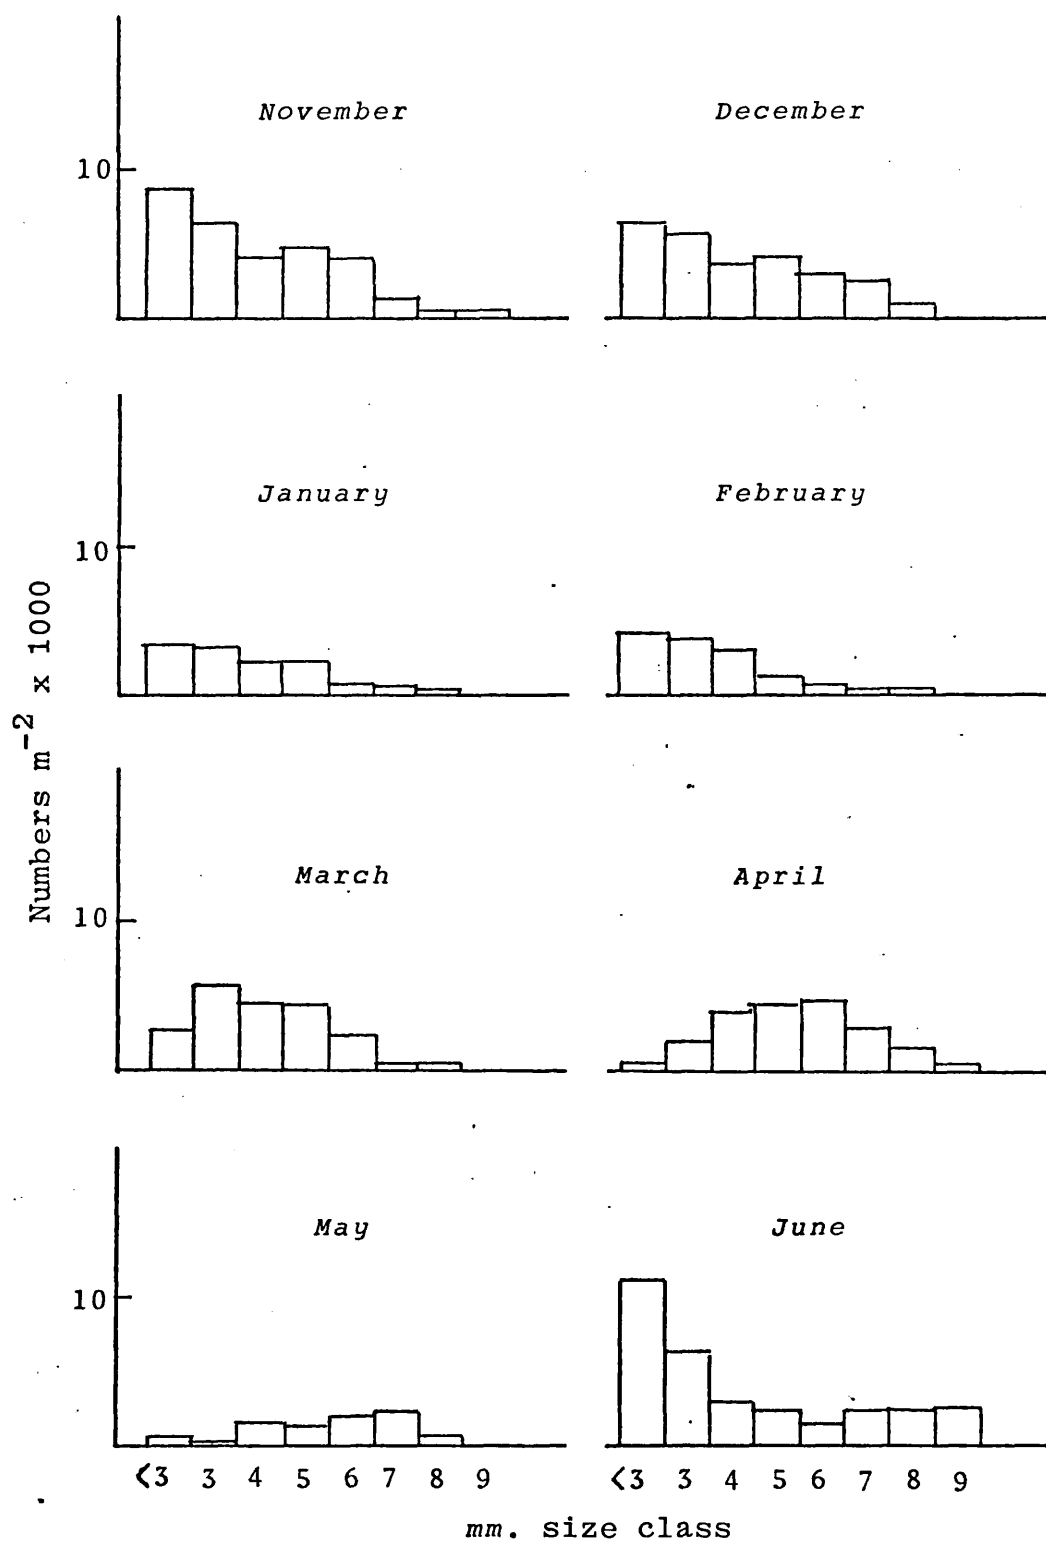 November
December
10
January
February
10
Numbers m⁻² x 1000
March
April
10
May
June
10
<3 3 4 5 6 7 8 9
<3 3 4 5 6 7 8 9
mm. size class